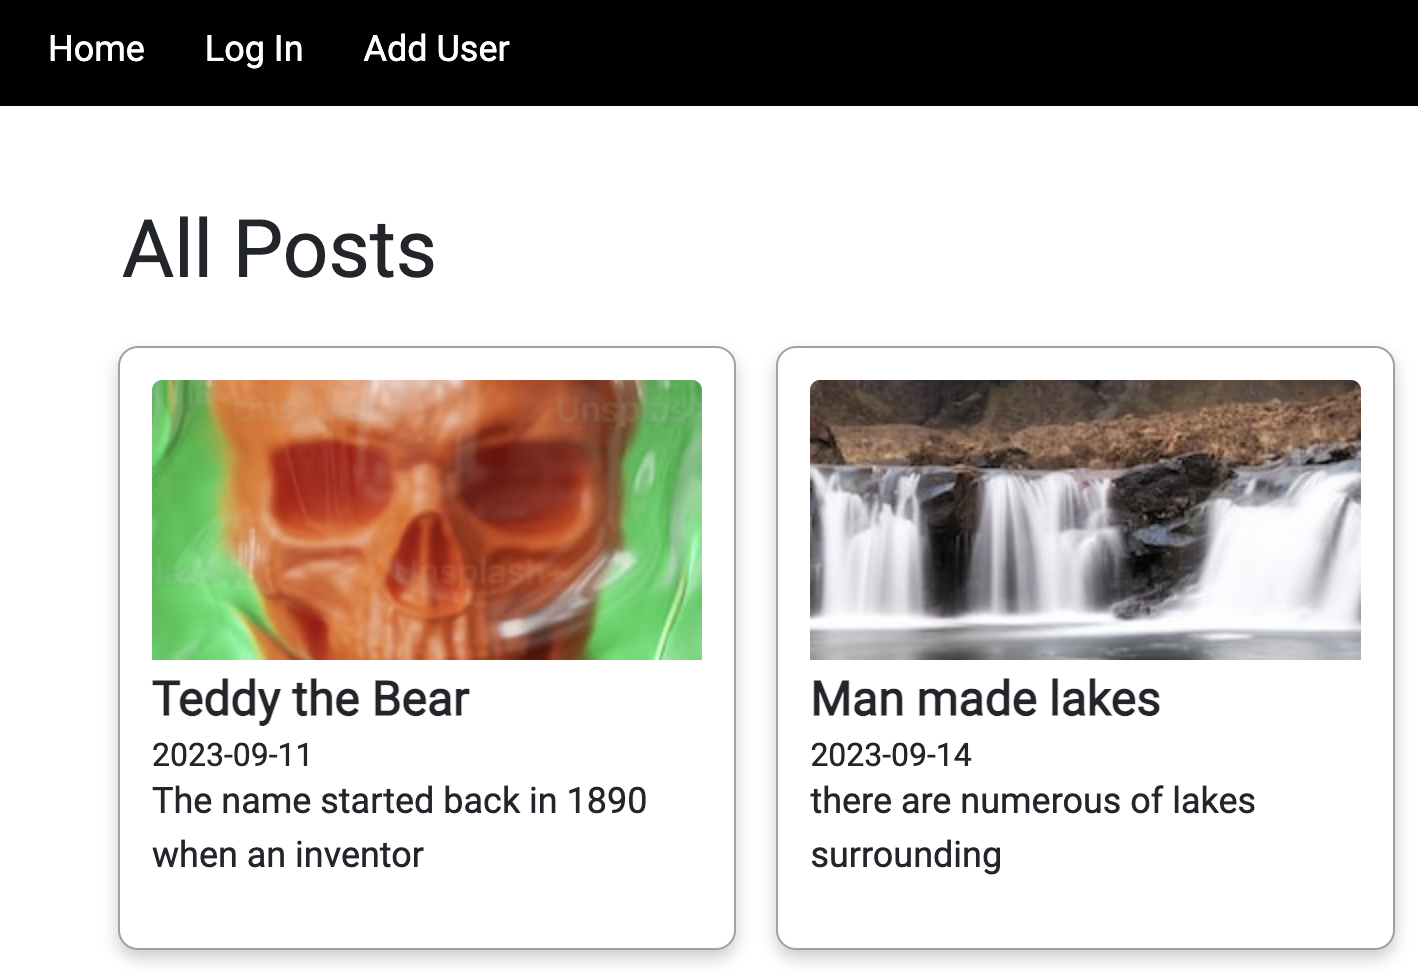 Home Log In Add User
All Posts
Unsplash
Unsplash
Teddy the Bear
2023-09-11
The name started back in 1890
when an inventor
Man made lakes
2023-09-14
there are numerous of lakes
surrounding